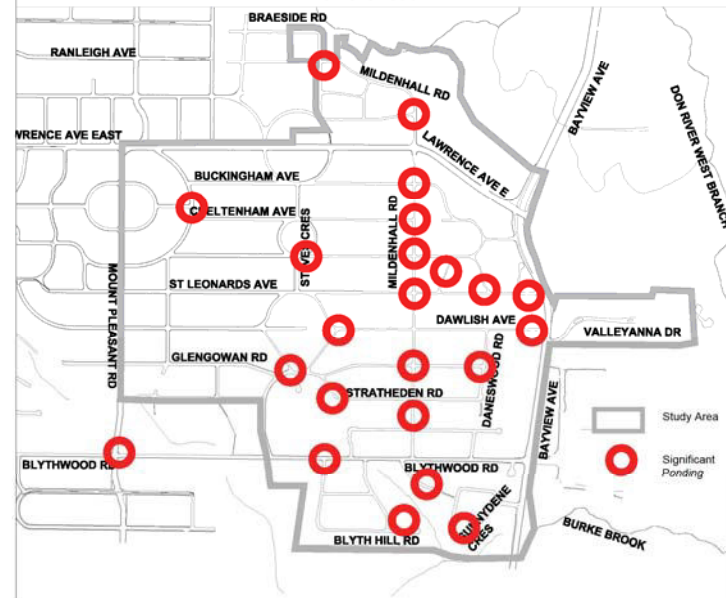 BRAESIDE RD
RANLEIGH AVE
MILDENHALL RD
BAYVIEW AVE
DON RIVER WEST BRANCH
WRENCE AVE EAST
LAWRENCE AVE E
BUCKINGHAM AVE
CHELTENHAM AVE
CRES
MILDENHALL RD
ST LEONARDS AVE
MOUNT PLEASANT RD
DAWLISH AVE
VALLEYANNA DR
GLENGOWAN RD
DANESWOOD RD
STRATHEDEN RD
BAYVIEW AVE
Study Area
Significant
Ponding
BLYTHWOOD RD
BLYTHWOOD RD
SUNNYDENE
CRES
BLYTH HILL RD
BURKE BROOK